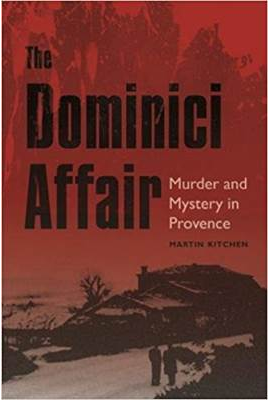 The
Dominici
Affair
Murder and
Mystery in
Provence
MARTIN KITCHEN